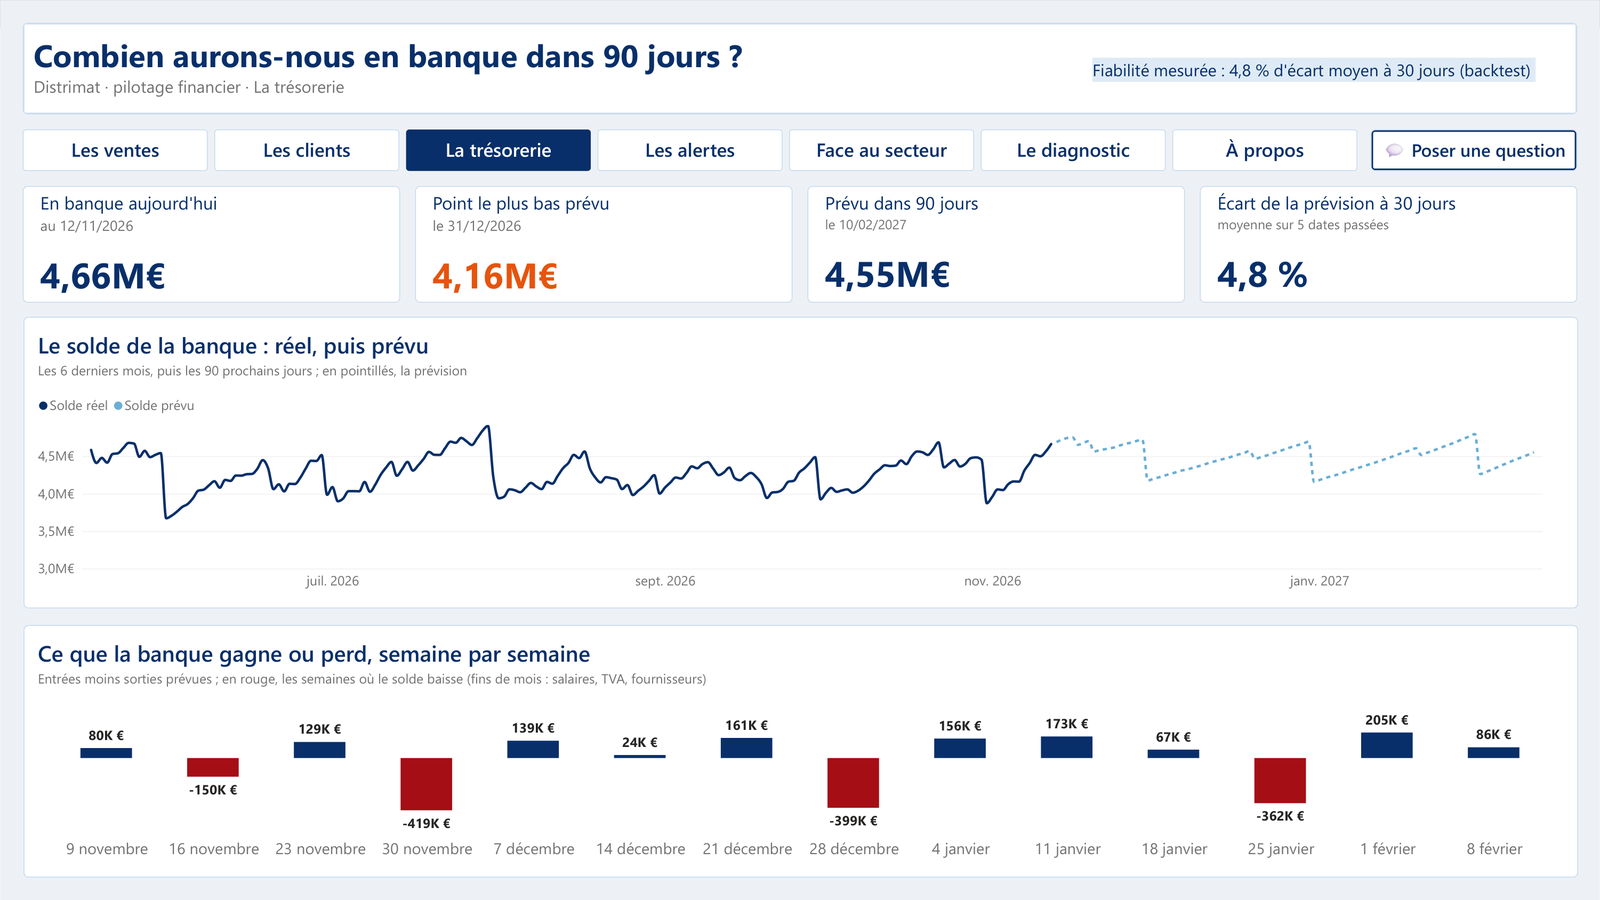 Combien aurons-nous en banque dans 90 jours ?
Distrimat · pilotage financier · La trésorerie
Fiabilité mesurée : 4,8 % d'écart moyen à 30 jours (backtest)
Les ventes
Les clients
La trésorerie
Les alertes
Face au secteur
Le diagnostic
À propos
Poser une question
En banque aujourd'hui
au 12/11/2026
4,66M€
Point le plus bas prévu
le 31/12/2026
4,16M€
Prévu dans 90 jours
le 10/02/2027
4,55M€
Écart de la prévision à 30 jours
moyenne sur 5 dates passées
4,8 %
Le solde de la banque : réel, puis prévu
Les 6 derniers mois, puis les 90 prochains jours ; en pointillés, la prévision
Solde réel Solde prévu
4,5M€
4,0M€
3,5M€
3,0M€
juil. 2026 sept. 2026 nov. 2026 janv. 2027
Ce que la banque gagne ou perd, semaine par semaine
Entrées moins sorties prévues ; en rouge, les semaines où le solde baisse (fins de mois : salaires, TVA, fournisseurs)
80K € -150K € 129K € -419K € 139K € 24K € 161K € -399K € 156K € 173K € 67K € -362K € 205K € 86K €
9 novembre 16 novembre 23 novembre 30 novembre 7 décembre 14 décembre 21 décembre 28 décembre 4 janvier 11 janvier 18 janvier 25 janvier 1 février 8 février